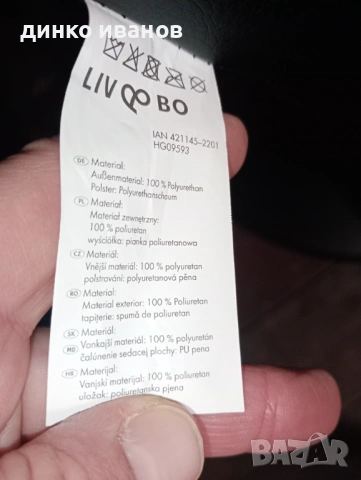 динко иванов
LIV BO
IAN 421145-2201
HG09593
DE Material:
Außenmaterial: 100% Polyurethan
Polster: Polyurethanschaum
PL Materiał:
Materiał zewnętrzny:
100% poliuretan
wyściółka: pianka poliuretanowa
CZ Materiál:
Vnější materiál: 100% polyuretan
polstrování: polyuretanová pěna
RO Material:
Material exterior: 100% Poliuretan
tapițerie: spumă de poliuretan
SK Materiál:
MD Vonkajší materiál: 100% polyuretán
čalúnenie sedacej plochy: PU pena
HR Materijal:
Vanjski materijal: 100% poliuretan
uložak: poliuretanska pjena
BAZAR